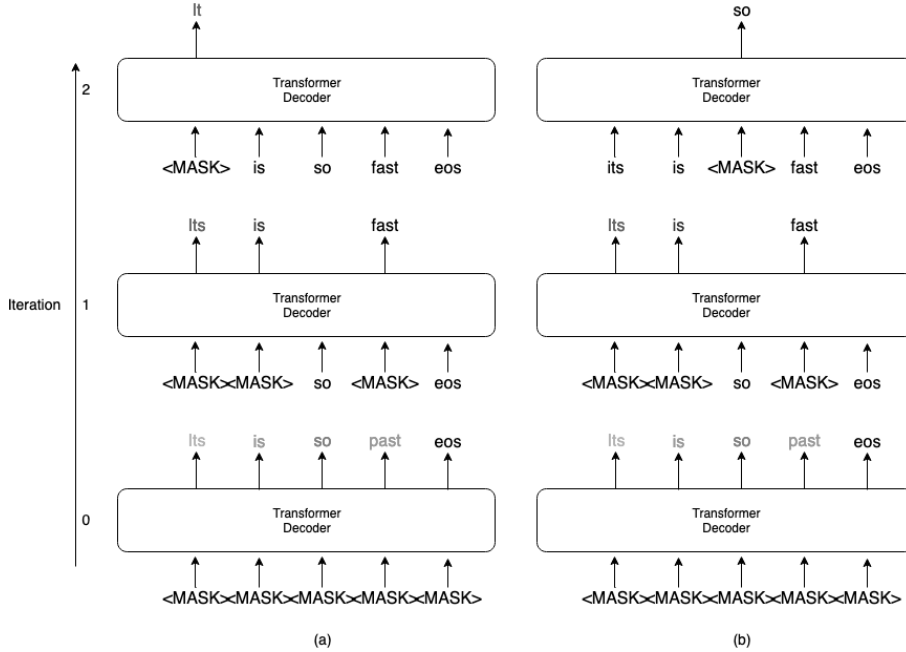 It
so
2
Transformer
Decoder
Transformer
Decoder
<MASK> is so fast eos
its is <MASK> fast eos
Its is fast
Its is fast
Iteration
1
Transformer
Decoder
Transformer
Decoder
<MASK><MASK> so <MASK> eos
<MASK><MASK> so <MASK> eos
Its is so past eos
Its is so past eos
0
Transformer
Decoder
Transformer
Decoder
<MASK><MASK><MASK><MASK><MASK>
<MASK><MASK><MASK><MASK><MASK>
(a)
(b)